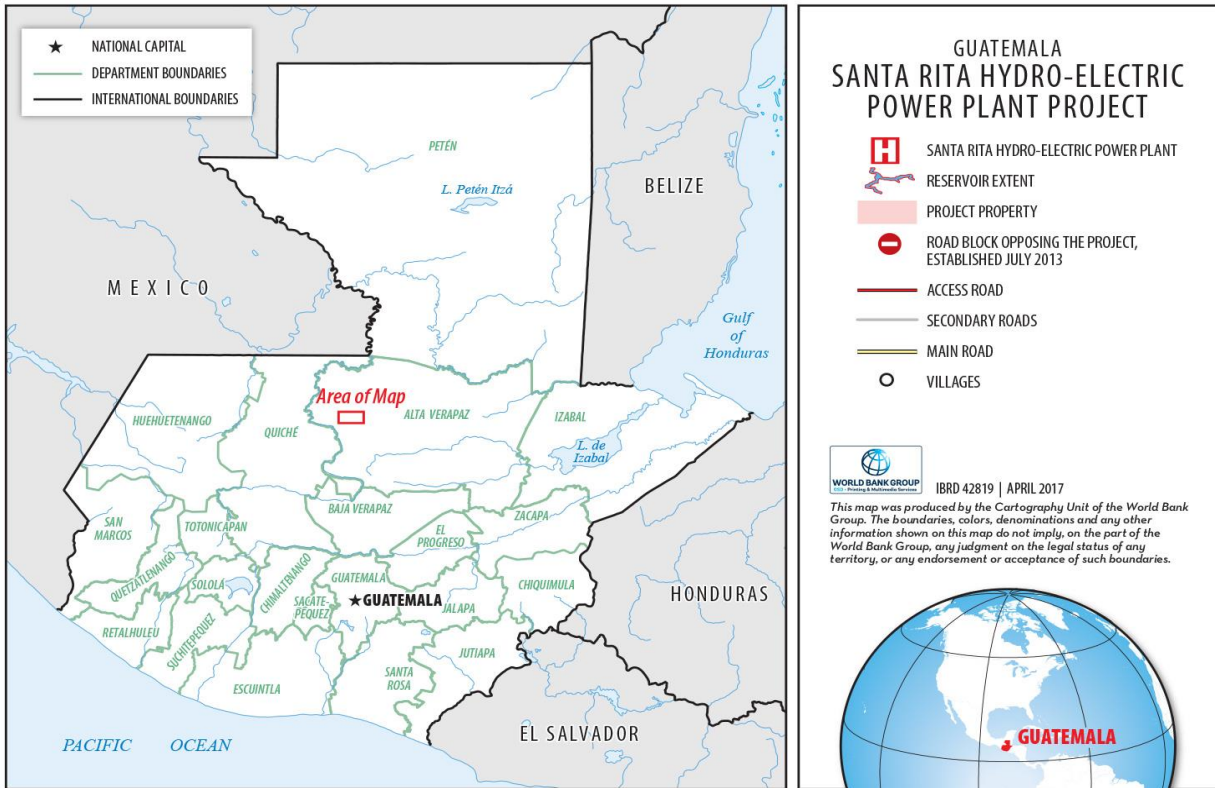 NATIONAL CAPITAL
DEPARTMENT BOUNDARIES
INTERNATIONAL BOUNDARIES
PETÉN
L. Petén Itzá
BELIZE
MEXICO
Gulf
of
Honduras
Area of Map
HUEHUETENANGO
QUICHÉ
ALTA VERAPAZ
IZABAL
L. de
Izabal
SAN
MARCOS
TOTONICAPAN
BAJA VERAPAZ
EL
PROGRESO
ZACAPA
QUETZATLENANGO
SOLOLÁ
CHIMALTENANGO
GUATEMALA
SACATE-
PÉQUEZ
GUATEMALA
JALAPA
CHIQUIMULA
HONDURAS
RETALHULEU
SUCHITEPÉQUEZ
ESCUINTLA
SANTA
ROSA
JUTIAPA
EL SALVADOR
PACIFIC OCEAN
GUATEMALA
SANTA RITA HYDRO-ELECTRIC
POWER PLANT PROJECT
H
SANTA RITA HYDRO-ELECTRIC POWER PLANT
RESERVOIR EXTENT
PROJECT PROPERTY
ROAD BLOCK OPPOSING THE PROJECT,
ESTABLISHED JULY 2013
ACCESS ROAD
SECONDARY ROADS
MAIN ROAD
VILLAGES
WORLD BANK GROUP
Printing & Multimedia Services
IBRD 42819 | APRIL 2017
This map was produced by the Cartography Unit of the World Bank
Group. The boundaries, colors, denominations and any other
information shown on this map do not imply, on the part of the
World Bank Group, any judgment on the legal status of any
territory, or any endorsement or acceptance of such boundaries.
GUATEMALA